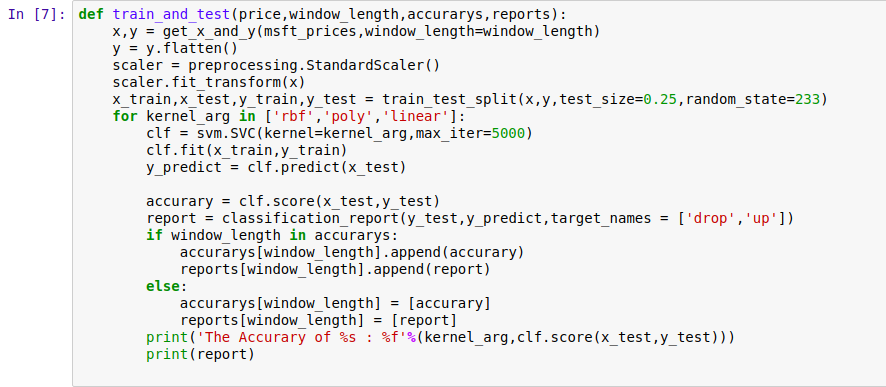 In [7]: def train_and_test(price,window_length,accurarys,reports):
    x,y = get_x_and_y(msft_prices,window_length=window_length)
    y = y.flatten()
    scaler = preprocessing.StandardScaler()
    scaler.fit_transform(x)
    x_train,x_test,y_train,y_test = train_test_split(x,y,test_size=0.25,random_state=233)
    for kernel_arg in ['rbf','poly','linear']:
        clf = svm.SVC(kernel=kernel_arg,max_iter=5000)
        clf.fit(x_train,y_train)
        y_predict = clf.predict(x_test)

        accurary = clf.score(x_test,y_test)
        report = classification_report(y_test,y_predict,target_names = ['drop','up'])
        if window_length in accurarys:
            accurarys[window_length].append(accurary)
            reports[window_length].append(report)
        else:
            accurarys[window_length] = [accurary]
            reports[window_length] = [report]
        print('The Accurary of %s : %f'%(kernel_arg,clf.score(x_test,y_test)))
        print(report)